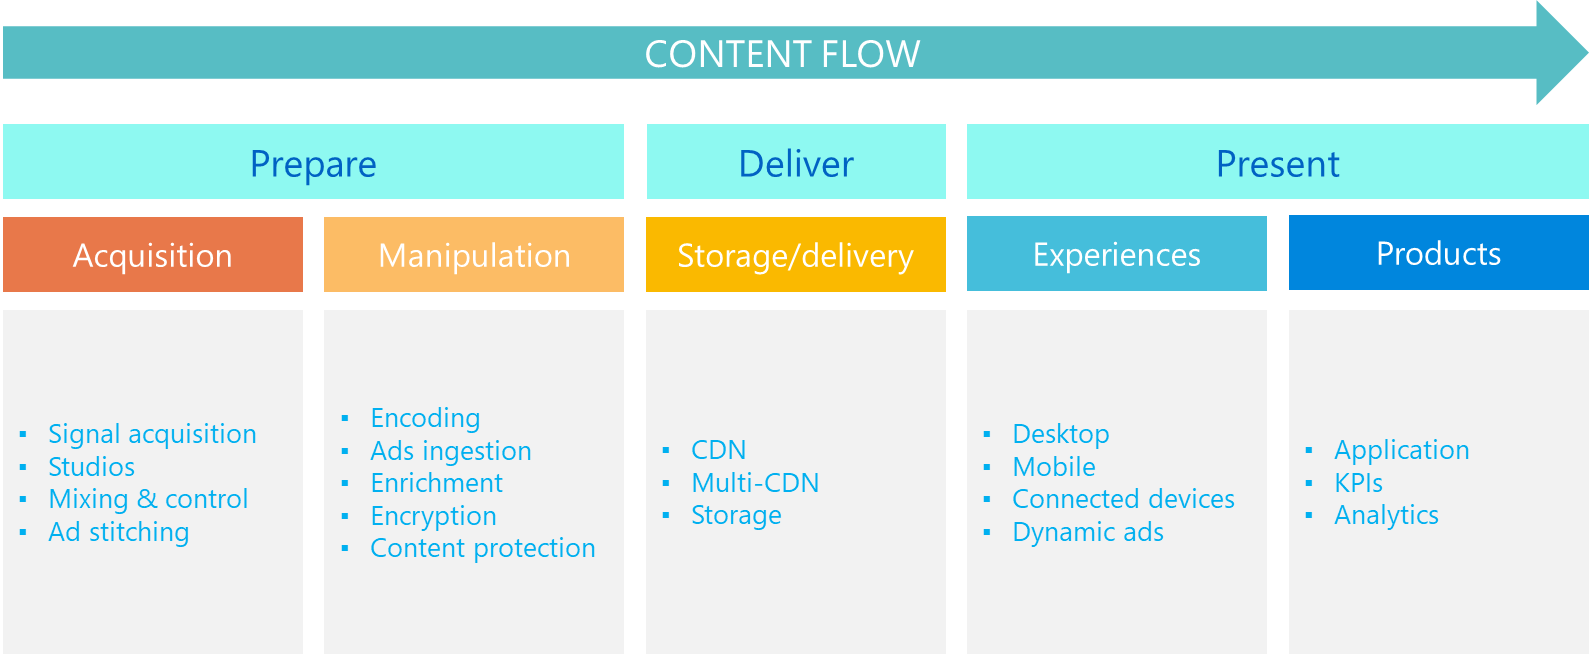 CONTENT FLOW
Prepare
Deliver
Present
Acquisition
Manipulation
Storage/delivery
Experiences
Products
▪ Signal acquisition
▪ Studios
▪ Mixing & control
▪ Ad stitching
▪ Encoding
▪ Ads ingestion
▪ Enrichment
▪ Encryption
▪ Content protection
▪ CDN
▪ Multi-CDN
▪ Storage
▪ Desktop
▪ Mobile
▪ Connected devices
▪ Dynamic ads
▪ Application
▪ KPIs
▪ Analytics